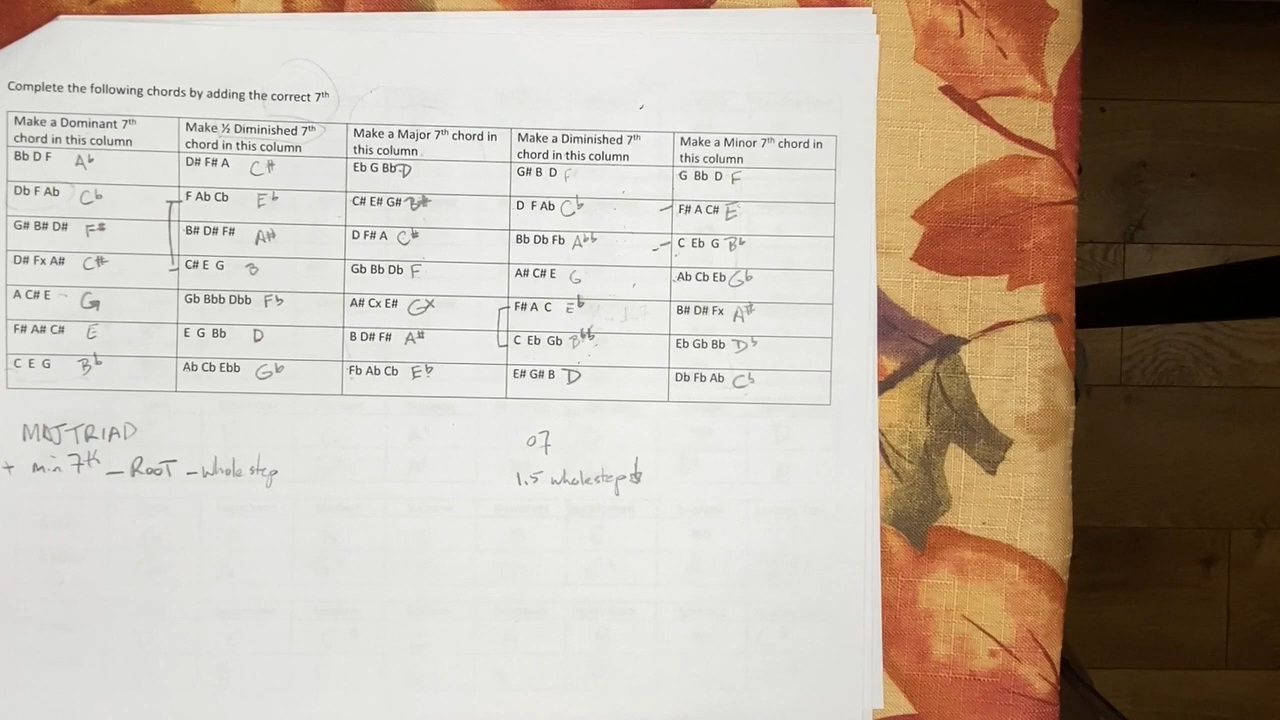 Complete the following chords by adding the correct 7th
Make a Dominant 7th chord in this column
Make ½ Diminished 7th chord in this column
Make a Major 7th chord in this column
Make a Diminished 7th chord in this column
Make a Minor 7th chord in this column
Bb D F Ab
D# F# A C#
Eb G Bb D
G# B D F
G Bb D F
Db F Ab Cb
F Ab Cb Eb
C# E# G# B#
D F Ab Cb
F# A C# E
G# B# D# F#
B# D# F# A#
D F# A C#
Bb Db Fb Abb
C Eb G Bb
D# Fx A# C#
C# E G B
Gb Bb Db F
A# C# E G
Ab Cb Eb Gb
A C# E G
Gb Bbb Dbb Fb
A# Cx E# Gx
F# A C Eb
B# D# Fx A#
F# A# C# E
E G Bb D
B D# F# A#
C Eb Gb Bbb
Eb Gb Bb Db
C E G Bb
Ab Cb Ebb Gb
Fb Ab Cb Eb
E# G# B D
Db Fb Ab Cb
MAJ TRIAD
+ min 7th - ROOT - whole step
o7
1.5 wholestep